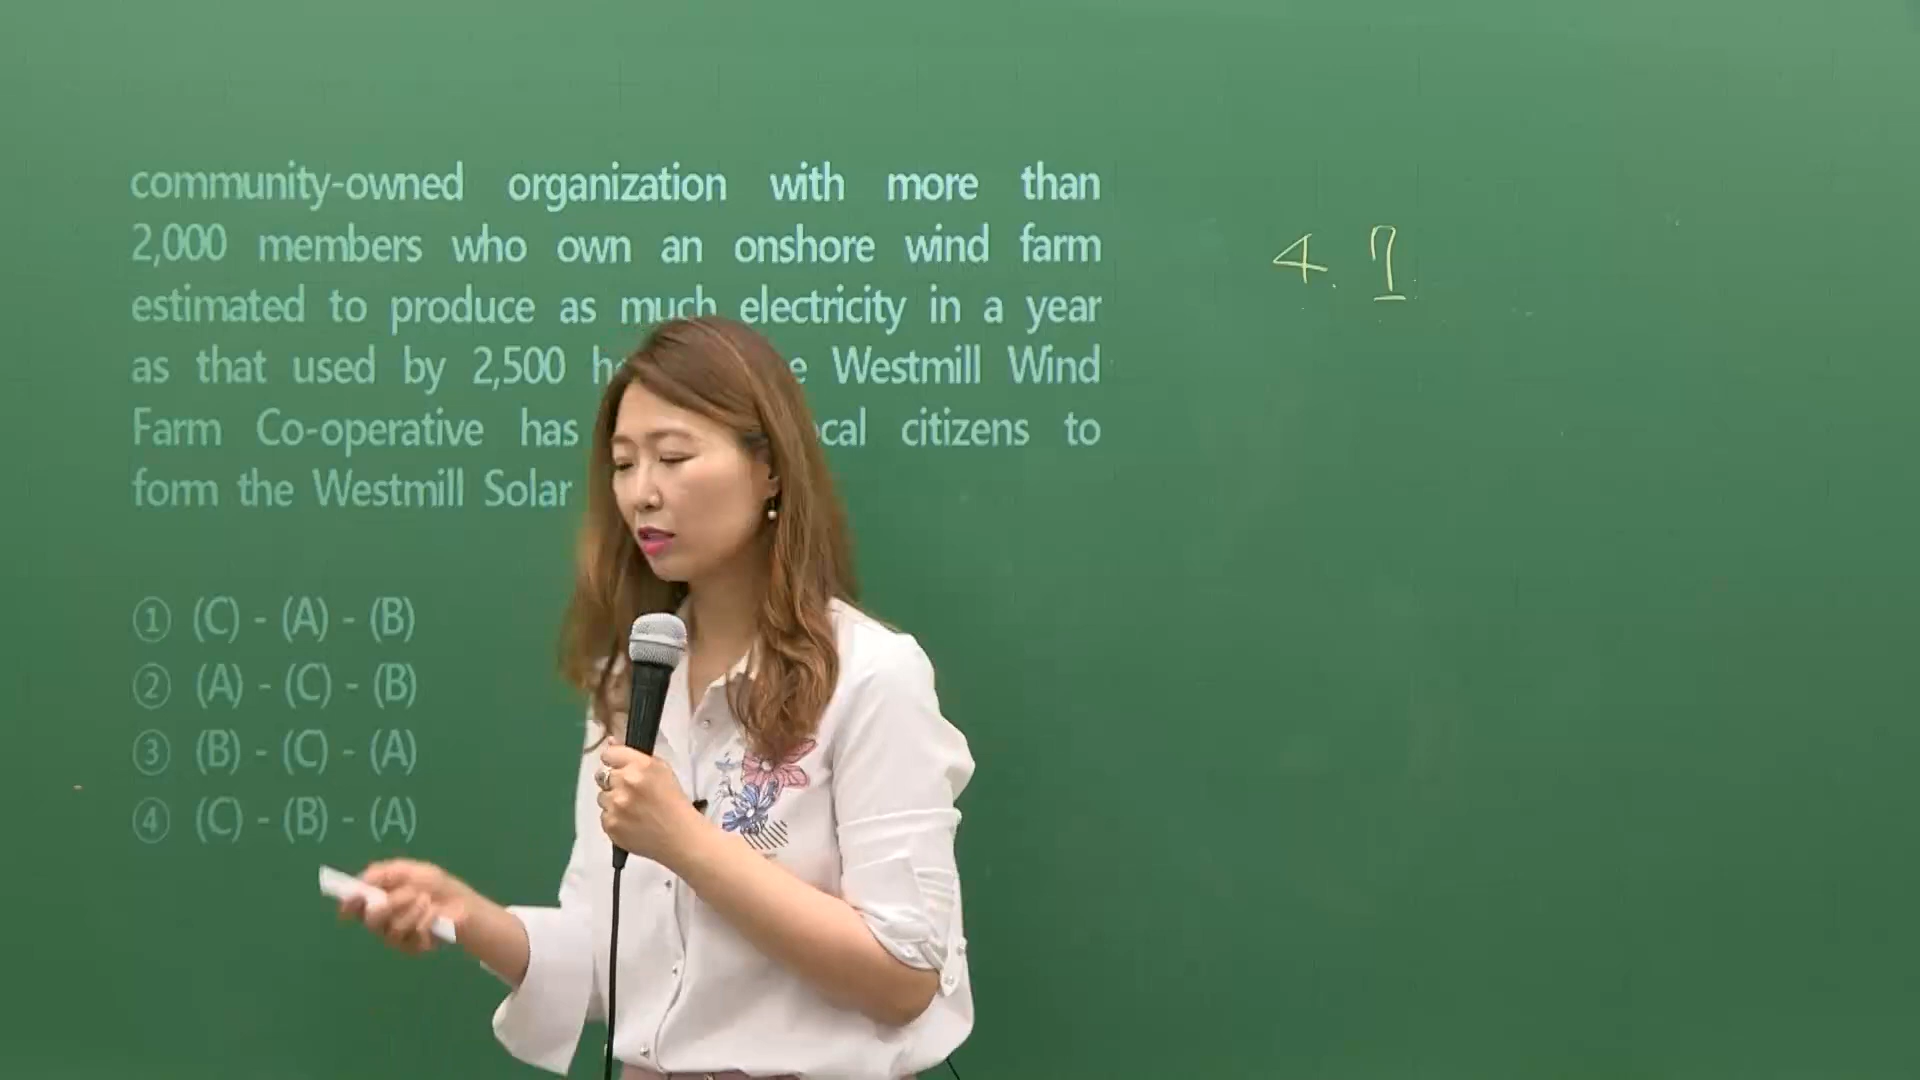 community-owned organization with more than
2,000 members who own an onshore wind farm
estimated to produce as much electricity in a year
as that used by 2,500 Westmill Wind
Farm Co-operative has citizens to
form the Westmill Solar
① (C) - (A) - (B)
② (A) - (C) - (B)
③ (B) - (C) - (A)
④ (C) - (B) - (A)
4. 7